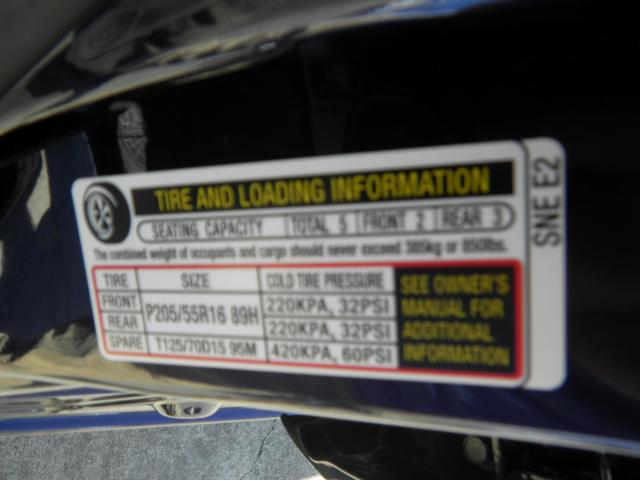 TIRE AND LOADING INFORMATION
SEATING CAPACITY TOTAL 5 FRONT 2 REAR 3
The combined weight of occupants and cargo should never exceed 385kg or 850lbs.
TIRE SIZE COLD TIRE PRESSURE
FRONT P205/55R16 89H 220KPA, 32PSI
REAR 220KPA, 32PSI
SPARE T125/70D15 95M 420KPA, 60PSI
SEE OWNER'S
MANUAL FOR
ADDITIONAL
INFORMATION
SNE E2